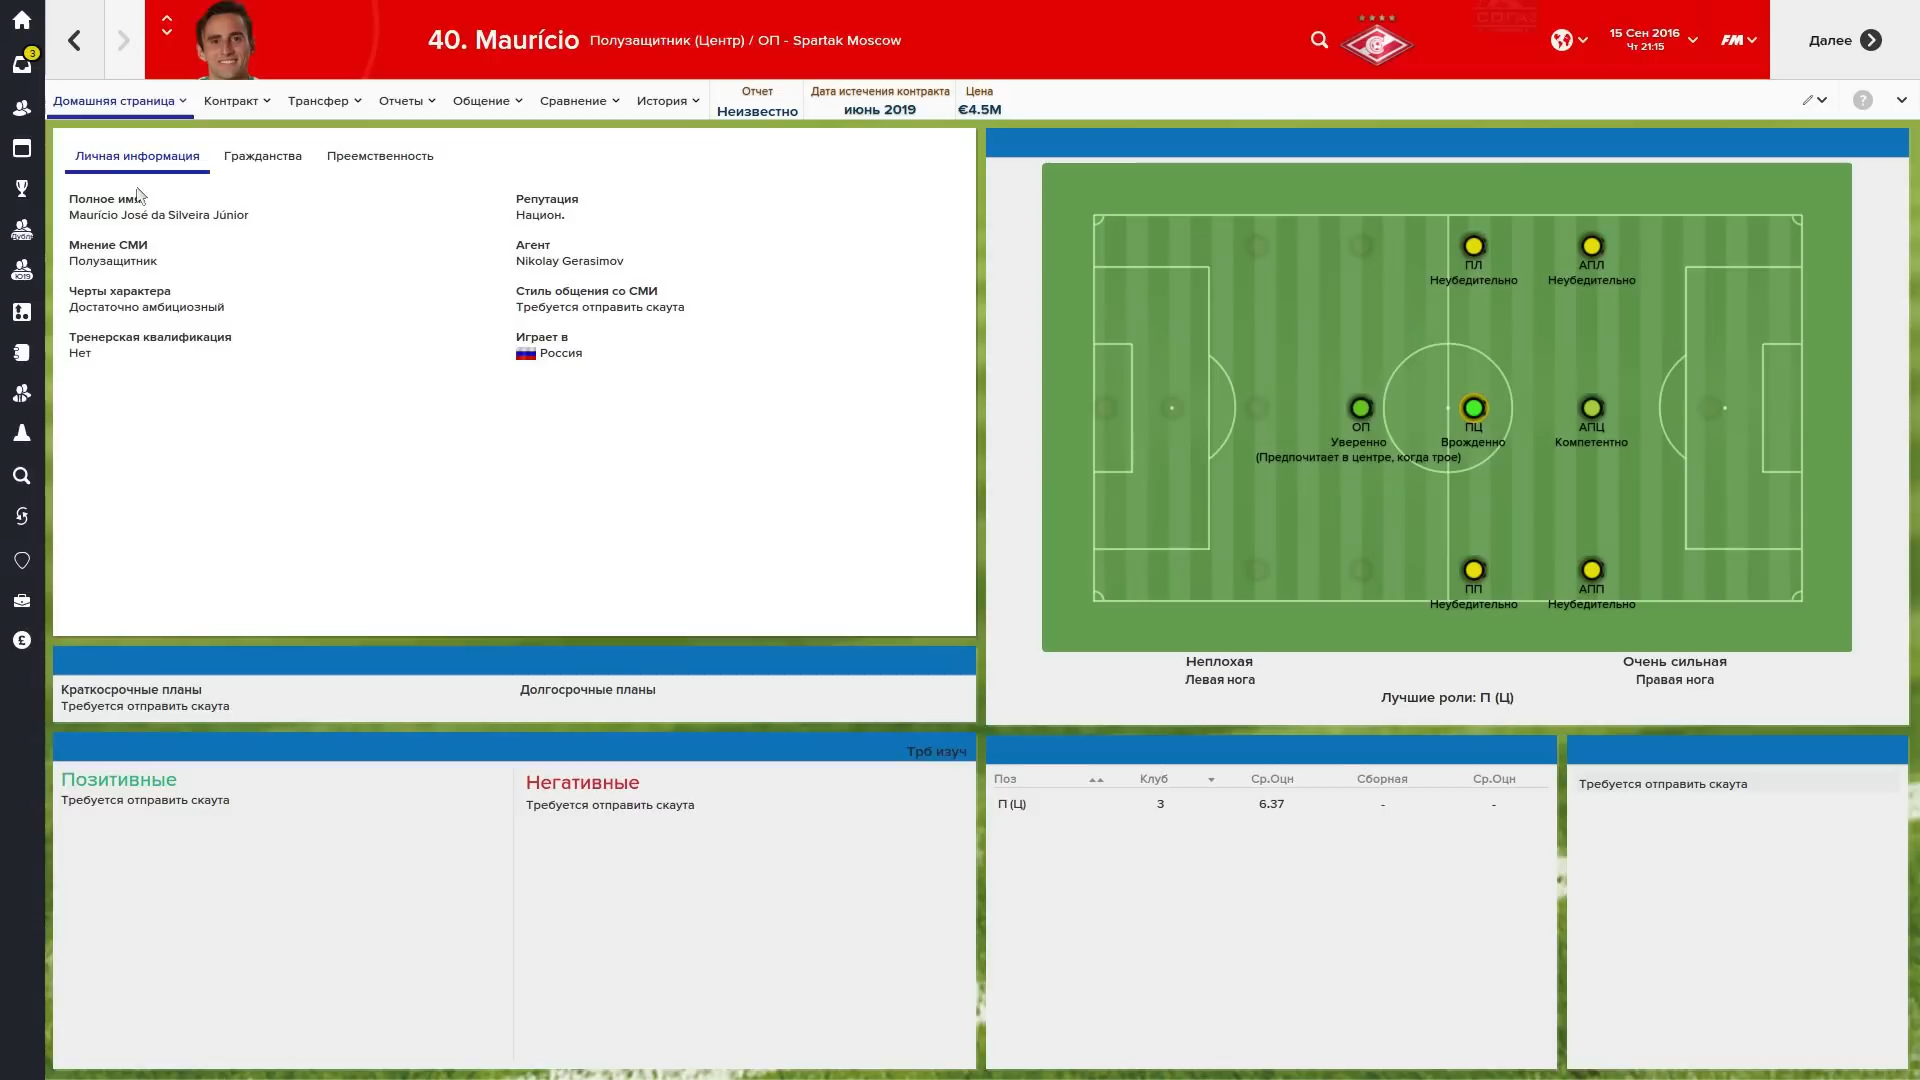 3
40. Maurício
Полузащитник (Центр) / ОП - Spartak Moscow
15 Сен 2016
Чт 21:15
FM
Далее
Домашняя страница
Контракт
Трансфер
Отчеты
Общение
Сравнение
История
Отчет
Неизвестно
Дата истечения контракта
июнь 2019
Цена
€4.5M
Личная информация
Гражданства
Преемственность
Полное имя
Maurício José da Silveira Júnior
Репутация
Национ.
Мнение СМИ
Полузащитник
Агент
Nikolay Gerasimov
Черты характера
Достаточно амбициозный
Стиль общения со СМИ
Требуется отправить скаута
Тренерская квалификация
Нет
Играет в
Россия
ПЛ
Неубедительно
АПЛ
Неубедительно
ОП
Уверенно
(Предпочитает в центре, когда трое)
ПЦ
Врожденно
АПЦ
Компетентно
ПП
Неубедительно
АПП
Неубедительно
Неплохая
Левая нога
Очень сильная
Правая нога
Лучшие роли: П (Ц)
Краткосрочные планы
Требуется отправить скаута
Долгосрочные планы
Трб изуч
Позитивные
Требуется отправить скаута
Негативные
Требуется отправить скаута
Поз Клуб Ср.Оцн Сборная Ср.Оцн
П (Ц) 3 6.37 - -
Требуется отправить скаута